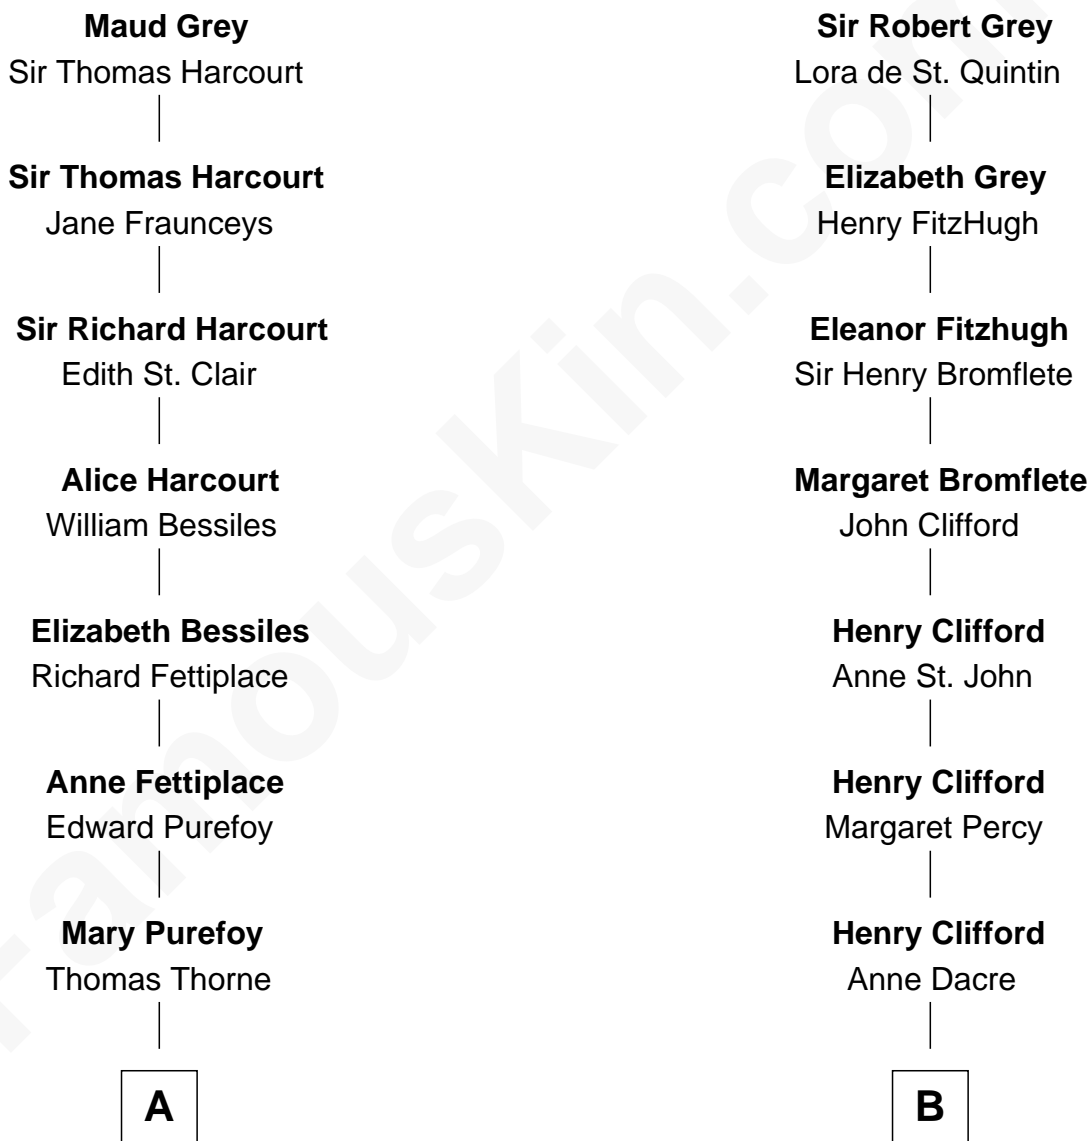 Maud Grey
Sir Thomas Harcourt
Sir Thomas Harcourt
Jane Fraunceys
Sir Richard Harcourt
Edith St. Clair
Alice Harcourt
William Bessiles
Elizabeth Bessiles
Richard Fettiplace
Anne Fettiplace
Edward Purefoy
Mary Purefoy
Thomas Thorne
A
Sir Robert Grey
Lora de St. Quintin
Elizabeth Grey
Henry FitzHugh
Eleanor Fitzhugh
Sir Henry Bromflete
Margaret Bromflete
John Clifford
Henry Clifford
Anne St. John
Henry Clifford
Margaret Percy
Henry Clifford
Anne Dacre
B
FamousKin.com